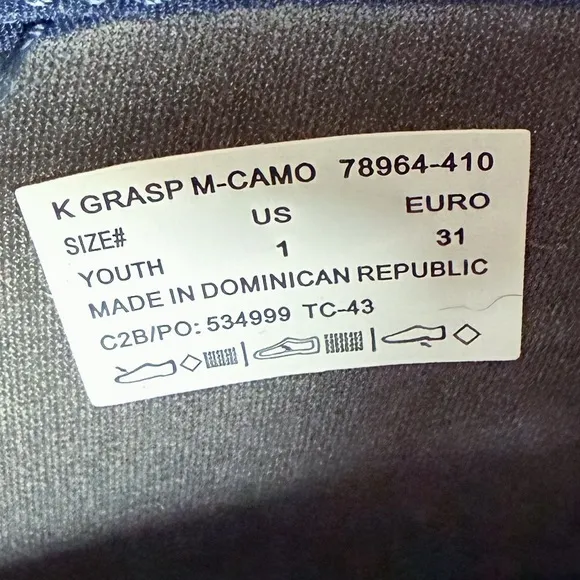 K GRASP M-CAMO 78964-410
SIZE# US EURO
YOUTH 1 31
MADE IN DOMINICAN REPUBLIC
C2B/PO: 534999 TC-43